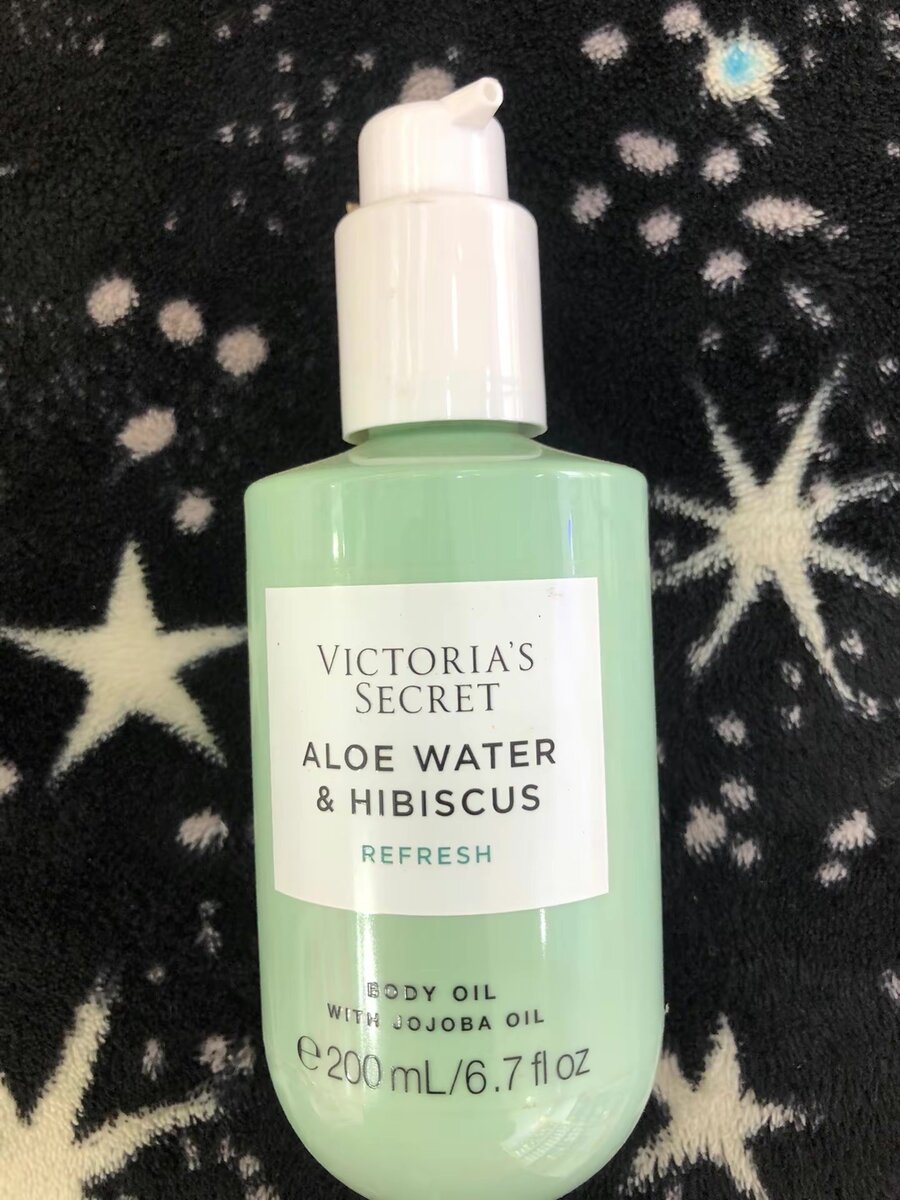 VICTORIA'S
SECRET
ALOE WATER
& HIBISCUS
REFRESH
BODY OIL
WITH JOJOBA OIL
℮200 mL/6.7 fl oz